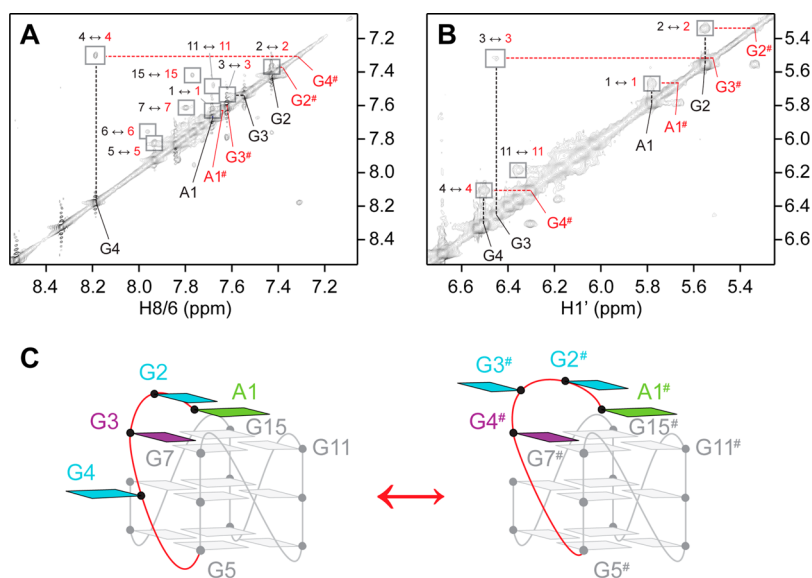 A
4 ↔ 4
11 ↔ 11
2 ↔ 2
15 ↔ 15
3 ↔ 3
1 ↔ 1
7 ↔ 7
6 ↔ 6
5 ↔ 5
G4#
G2#
G2
G3
G3#
A1#
A1
G4
7.2
7.4
7.6
7.8
8.0
8.2
8.4
8.4 8.2 8.0 7.8 7.6 7.4 7.2
H8/6 (ppm)
B
2 ↔ 2
3 ↔ 3
1 ↔ 1
11 ↔ 11
4 ↔ 4
G2#
G3#
G2
A1#
A1
G4#
G3
G4
5.4
5.6
5.8
6.0
6.2
6.4
6.6
6.6 6.4 6.2 6.0 5.8 5.6 5.4
H1' (ppm)
C
G2
A1
G3
G15
G7
G11
G4
G5
G3#
G2#
A1#
G4#
G15#
G7#
G11#
G5#